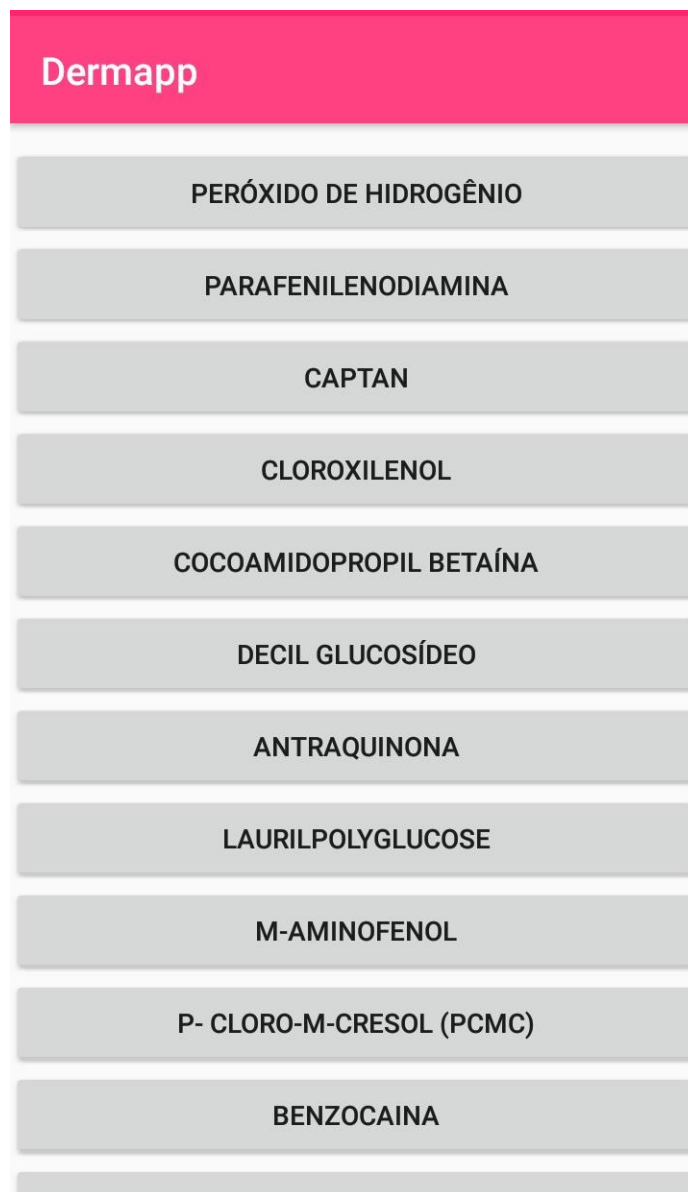 Dermapp
PERÓXIDO DE HIDROGÊNIO
PARAFENILENODIAMINA
CAPTAN
CLOROXILENOL
COCOAMIDOPROPIL BETAÍNA
DECIL GLUCOSÍDEO
ANTRAQUINONA
LAURILPOLYGLUCOSE
M-AMINOFENOL
P- CLORO-M-CRESOL (PCMC)
BENZOCAINA